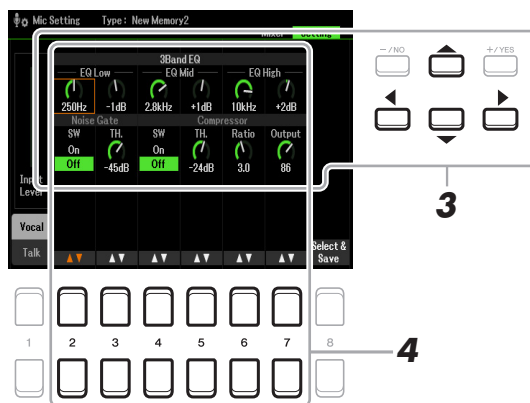 Mic Setting Type : New Memory2
Mixer Setting
3Band EQ
EQ Low EQ Mid EQ High
250Hz -1dB 2.8kHz +1dB 10kHz +2dB
Noise Gate Compressor
SW TH. SW TH. Ratio Output
On On
Off -45dB Off -24dB 3.0 86
Input
Level
Vocal
Talk
Select &
Save
-/NO +/YES
3
1 2 3 4 5 6 7 8
4